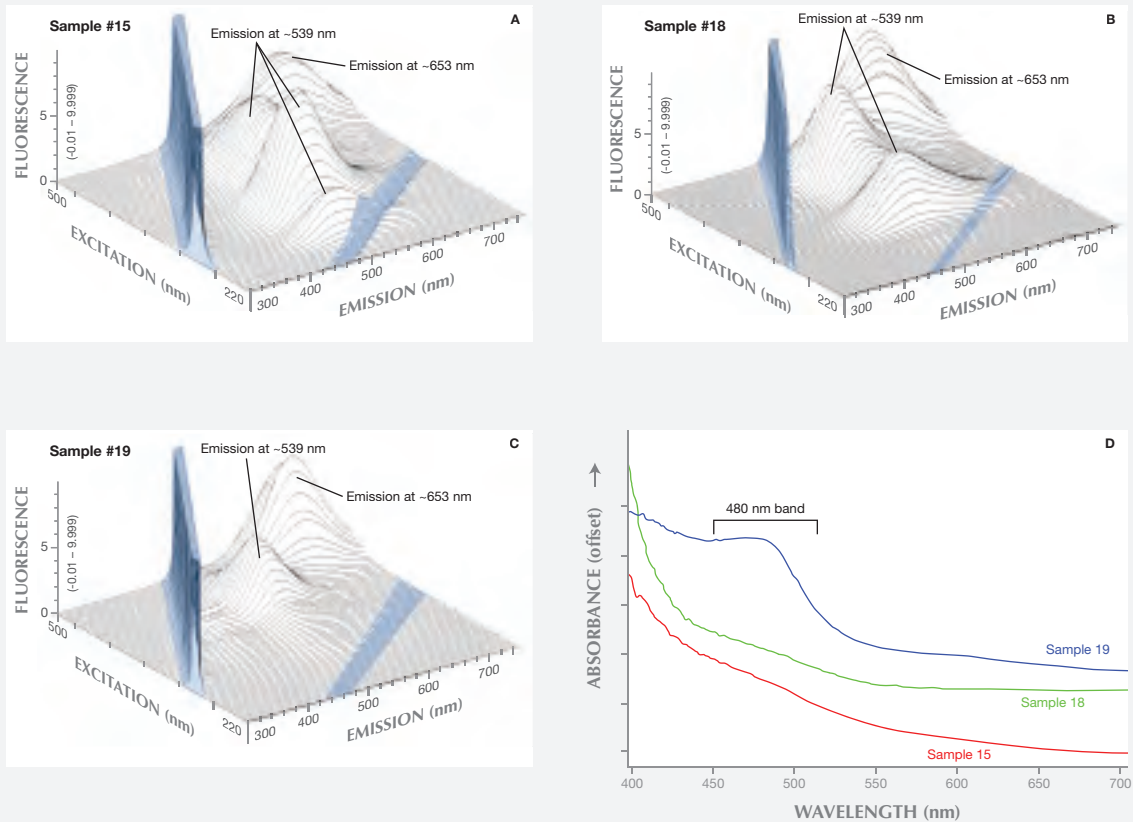 Sample #15
A
Emission at ~539 nm
Emission at ~653 nm
FLUORESCENCE
(-0.01 – 9.999)
5
0
500
EXCITATION (nm)
220
300
400
500
600
700
EMISSION (nm)
Sample #18
B
Emission at ~539 nm
Emission at ~653 nm
FLUORESCENCE
(-0.01 – 9.999)
5
0
500
EXCITATION (nm)
220
300
400
500
600
700
EMISSION (nm)
Sample #19
C
Emission at ~539 nm
Emission at ~653 nm
FLUORESCENCE
(-0.01 – 9.999)
5
0
500
EXCITATION (nm)
220
300
400
500
600
700
EMISSION (nm)
D
480 nm band
ABSORBANCE (offset)
Sample 19
Sample 18
Sample 15
400 450 500 550 600 650 700
WAVELENGTH (nm)